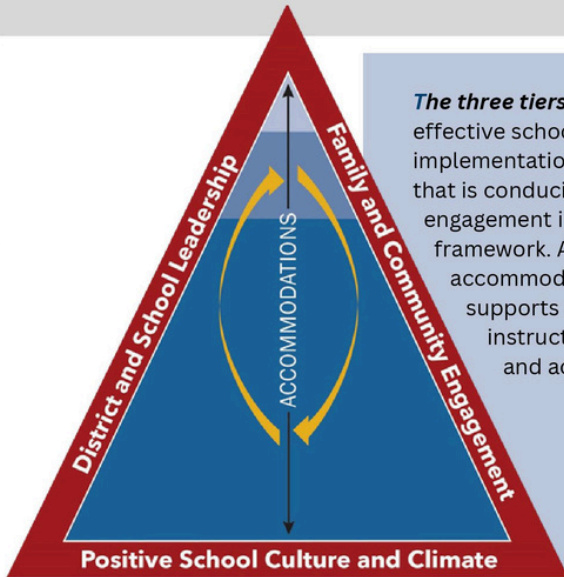 District and School Leadership
Family and Community Engagement
ACCOMMODATIONS
Positive School Culture and Climate
The three tiers
effective schoo
implementatio
that is conduci
engagement i
framework. A
accommod
supports
instruct
and ac